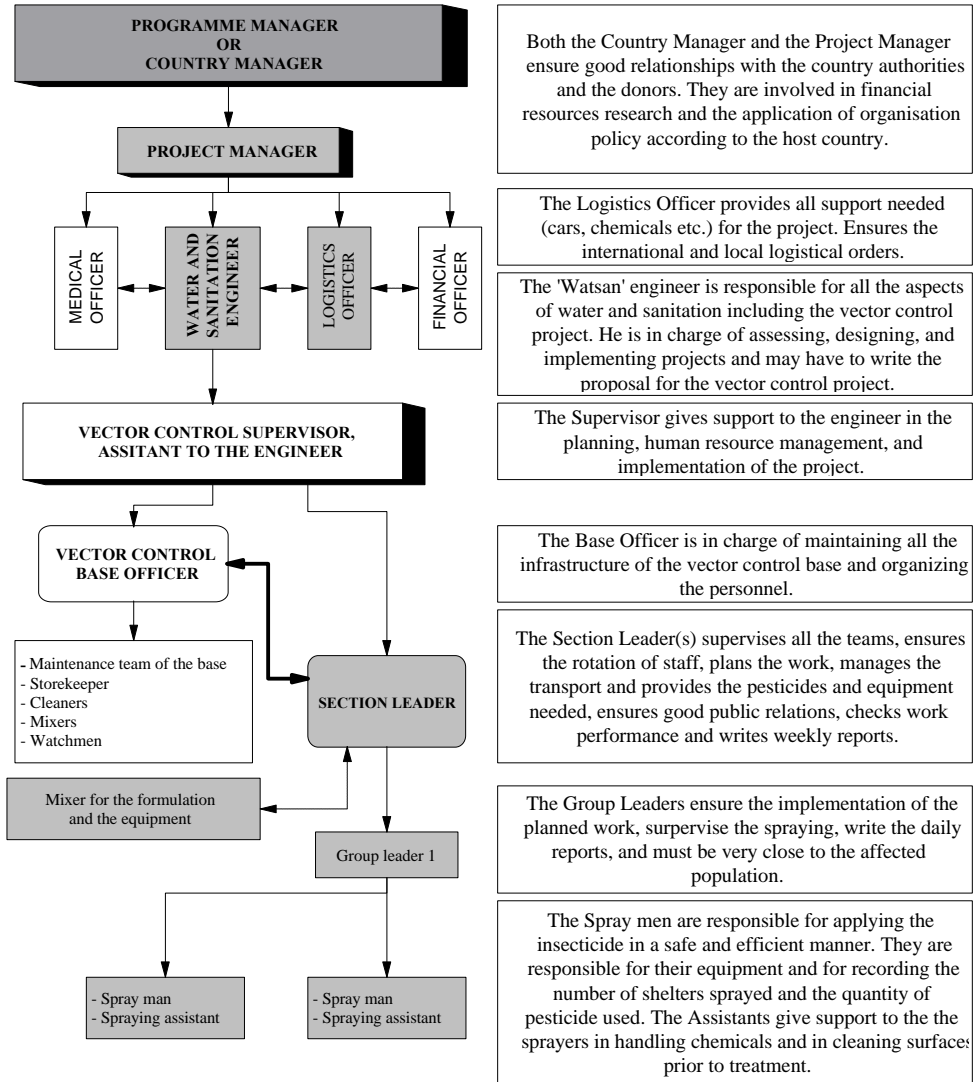 PROGRAMME MANAGER
OR
COUNTRY MANAGER
Both the Country Manager and the Project Manager
ensure good relationships with the country authorities
and the donors. They are involved in financial
resources research and the application of organisation
policy according to the host country.
PROJECT MANAGER
MEDICAL
OFFICER
WATER AND
SANITATION
ENGINEER
LOGISTICS
OFFICER
FINANCIAL
OFFICER
The Logistics Officer provides all support needed
(cars, chemicals etc.) for the project. Ensures the
international and local logistical orders.
The 'Watsan' engineer is responsible for all the aspects
of water and sanitation including the vector control
project. He is in charge of assessing, designing, and
implementing projects and may have to write the
proposal for the vector control project.
VECTOR CONTROL SUPERVISOR,
ASSITANT TO THE ENGINEER
The Supervisor gives support to the engineer in the
planning, human resource management, and
implementation of the project.
VECTOR CONTROL
BASE OFFICER
The Base Officer is in charge of maintaining all the
infrastructure of the vector control base and organizing
the personnel.
- Maintenance team of the base
- Storekeeper
- Cleaners
- Mixers
- Watchmen
SECTION LEADER
The Section Leader(s) supervises all the teams, ensures
the rotation of staff, plans the work, manages the
transport and provides the pesticides and equipment
needed, ensures good public relations, checks work
performance and writes weekly reports.
Mixer for the formulation
and the equipment
Group leader 1
The Group Leaders ensure the implementation of the
planned work, surpervise the spraying, write the daily
reports, and must be very close to the affected
population.
- Spray man
- Spraying assistant
- Spray man
- Spraying assistant
The Spray men are responsible for applying the
insecticide in a safe and efficient manner. They are
responsible for their equipment and for recording the
number of shelters sprayed and the quantity of
pesticide used. The Assistants give support to the the
sprayers in handling chemicals and in cleaning surfaces
prior to treatment.